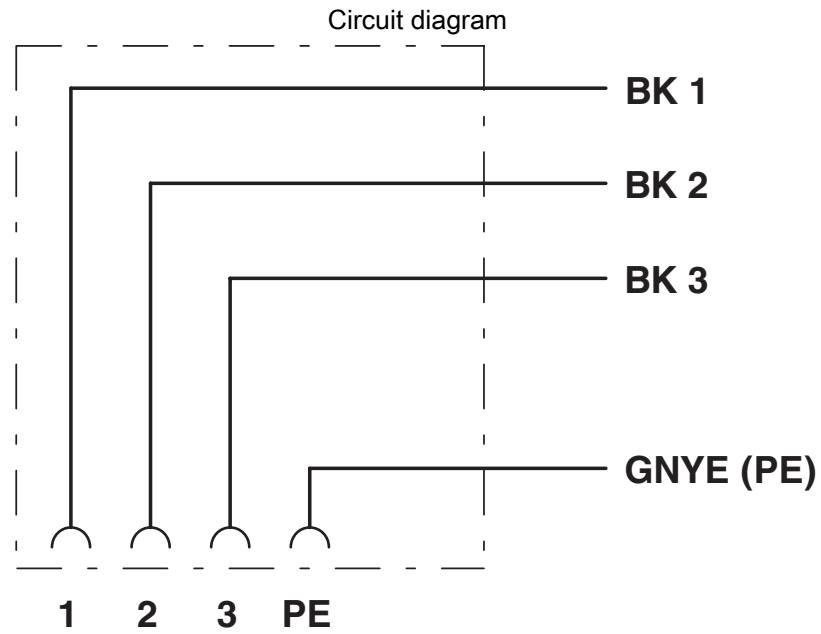 Circuit diagram
BK 1
BK 2
BK 3
GNYE (PE)
1 2 3 PE